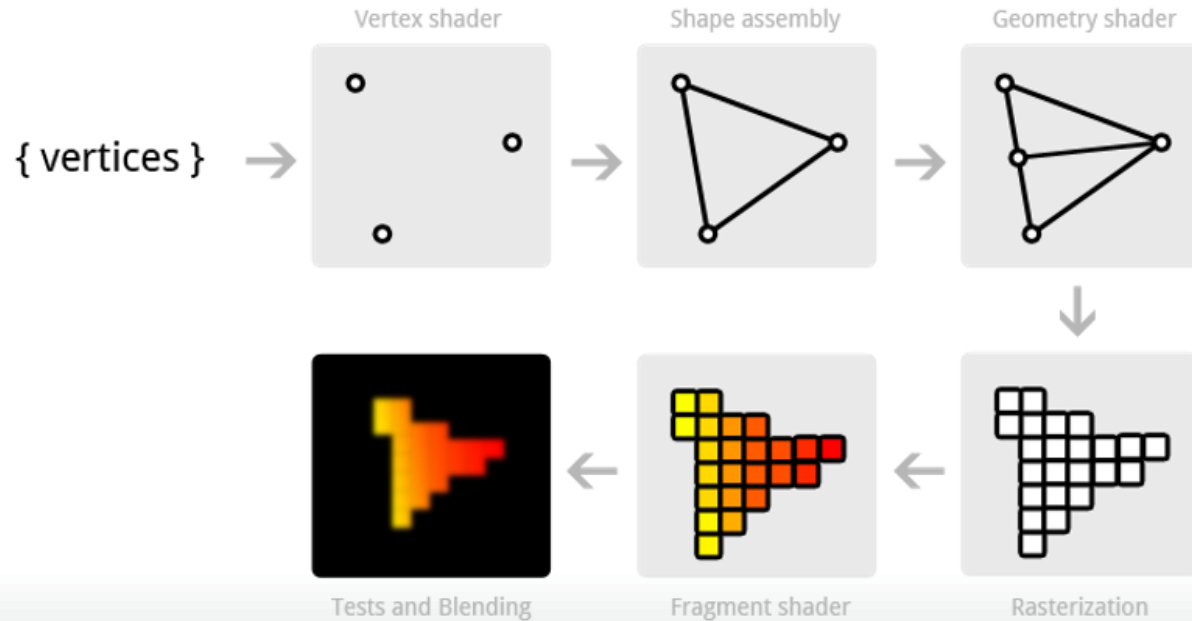 Vertex shader
Shape assembly
Geometry shader
{ vertices }
Tests and Blending
Fragment shader
Rasterization